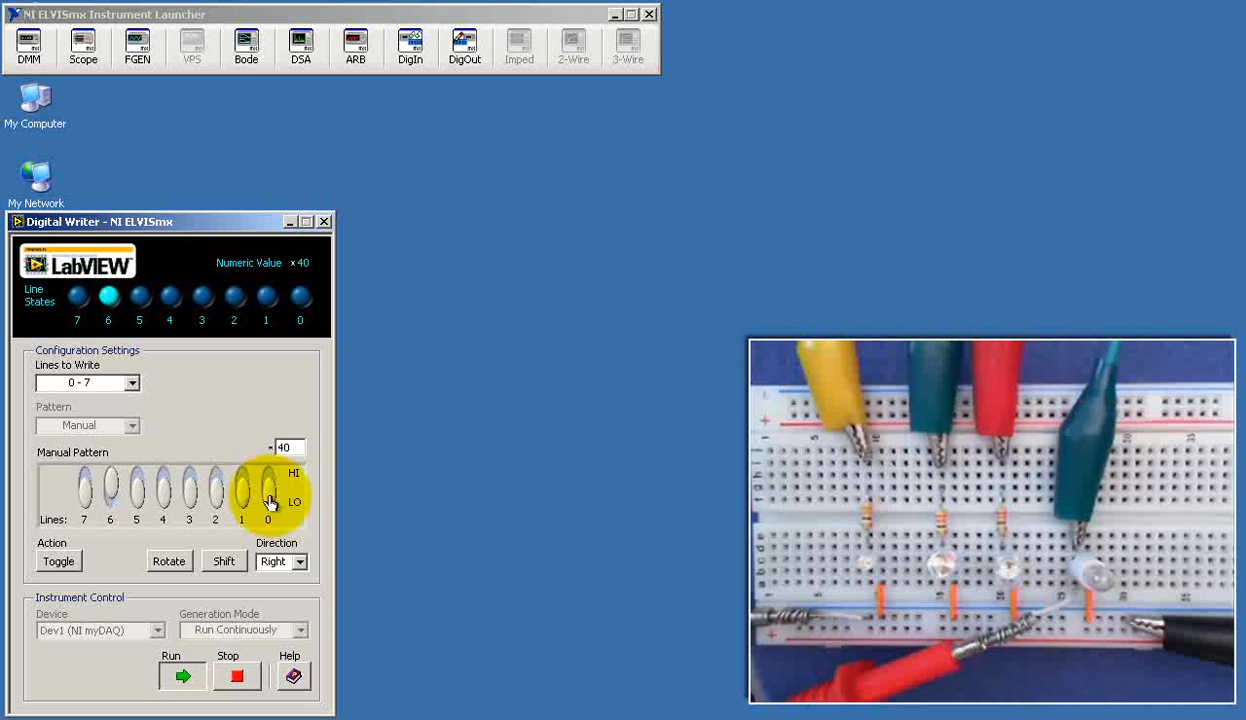 NI ELVISmx Instrument Launcher
DMM Scope FGEN VPS Bode DSA ARB DigIn DigOut Imped 2-Wire 3-Wire
My Computer
My Network
Digital Writer - NI ELVISmx
LabVIEW
Numeric Value × 40
Line
States
7 6 5 4 3 2 1 0
Configuration Settings
Lines to Write
0 - 7
Pattern
Manual
Manual Pattern
× 40
HI
LO
Lines: 7 6 5 4 3 2 1 0
Action
Direction
Toggle Rotate Shift Right
Instrument Control
Device Generation Mode
Dev1 (NI myDAQ) Run Continuously
Run Stop Help